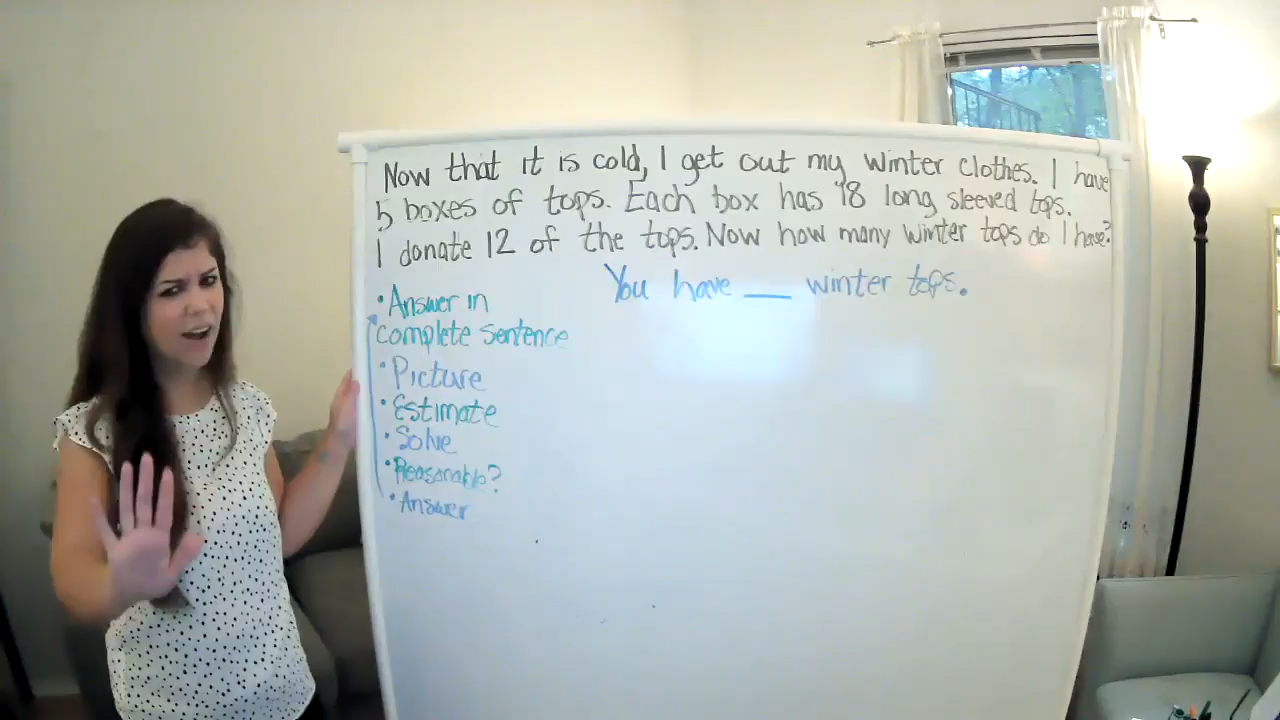 Now that it is cold, I get out my winter clothes. I have
5 boxes of tops. Each box has 18 long sleeved tops.
I donate 12 of the tops. Now how many winter tops do I have?
You have ___ winter tops.
• Answer in
complete sentence
• Picture
• Estimate
• Solve
• Reasonable?
• Answer